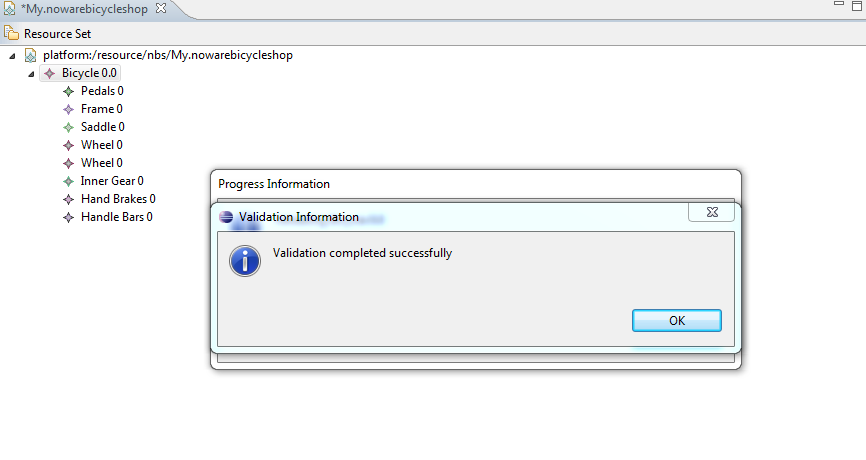 *My.nowarebicycleshop
Resource Set
platform:/resource/nbs/My.nowarebicycleshop
Bicycle 0.0
Pedals 0
Frame 0
Saddle 0
Wheel 0
Wheel 0
Inner Gear 0
Hand Brakes 0
Handle Bars 0
Progress Information
Validation Information
Validation completed successfully
OK